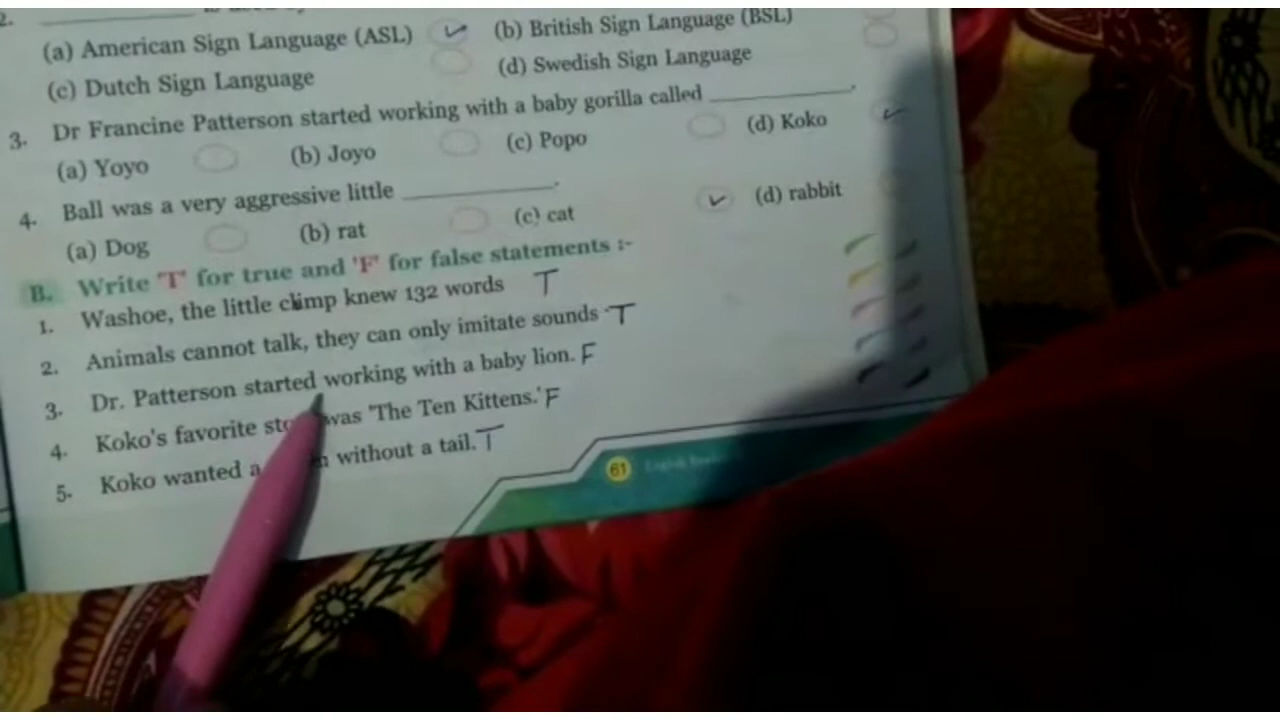 2.
(a) American Sign Language (ASL) (b) British Sign Language (BSL)
(c) Dutch Sign Language (d) Swedish Sign Language
3. Dr Francine Patterson started working with a baby gorilla called ____________.
(a) Yoyo (b) Joyo (c) Popo (d) Koko
4. Ball was a very aggressive little ____________.
(a) Dog (b) rat (c) cat (d) rabbit
B. Write 'T' for true and 'F' for false statements :-
1. Washoe, the little chimp knew 132 words T
2. Animals cannot talk, they can only imitate sounds T
3. Dr. Patterson started working with a baby lion. F
4. Koko's favorite was 'The Ten Kittens.' F
5. Koko wanted a without a tail. T
61